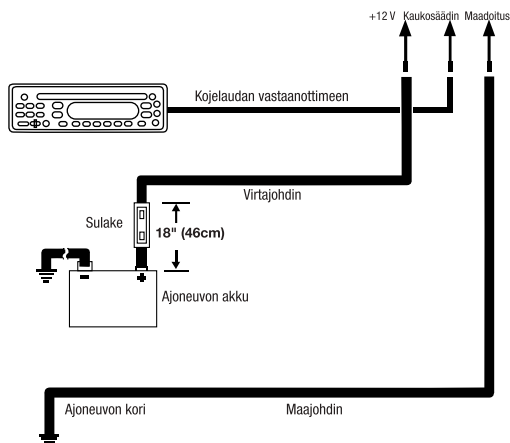 +12 V Kaukosäädin Maadoitus
Kojelaudan vastaanottimeen
Virtajohdin
Sulake
18" (46cm)
Ajoneuvon akku
Ajoneuvon kori Maajohdin